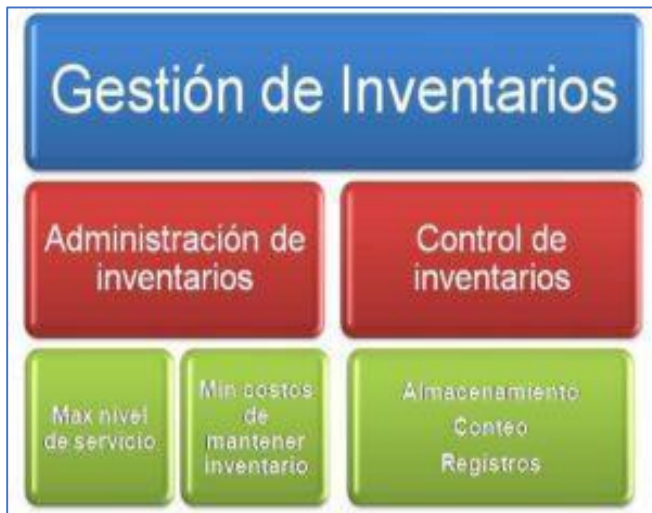 Gestión de Inventarios
Administración de
inventarios
Control de
inventarios
Max nivel
de servicio
Min costos
de
mantener
inventario
Almacenamiento
Conteo
Registros